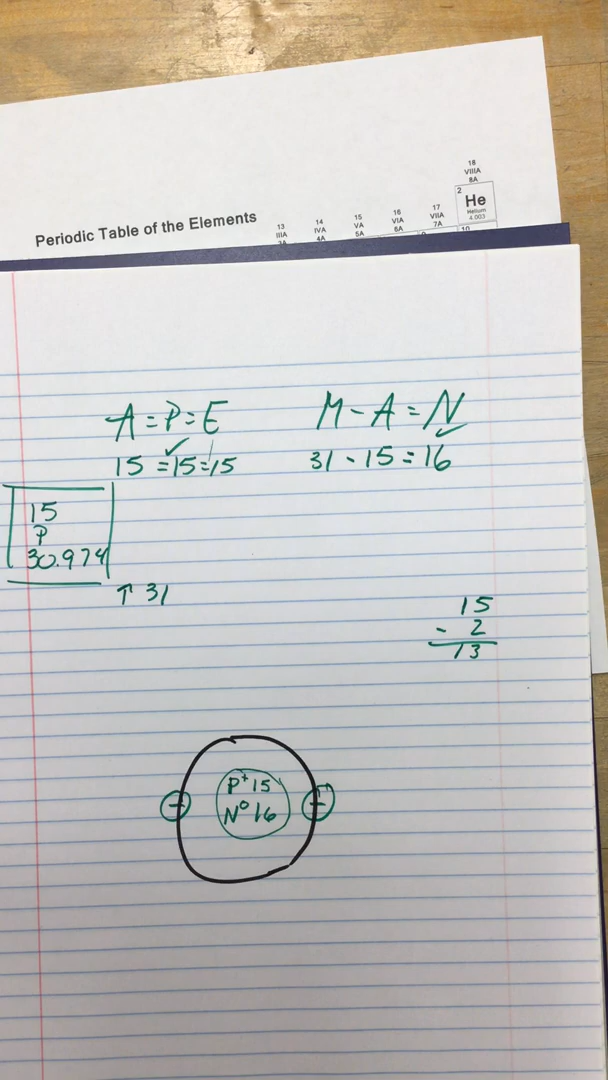 18
VIIIA
8A
2
He
Helium
4.003
10
Periodic Table of the Elements
13
IIIA
3A
14
IVA
4A
15
VA
5A
16
VIA
6A
17
VIIA
7A
A=P=E
M-A=N
15=15=15
31-15=16
15
P
30.974
↑ 31
15
- 2
13
P+ 15
N° 16
- -